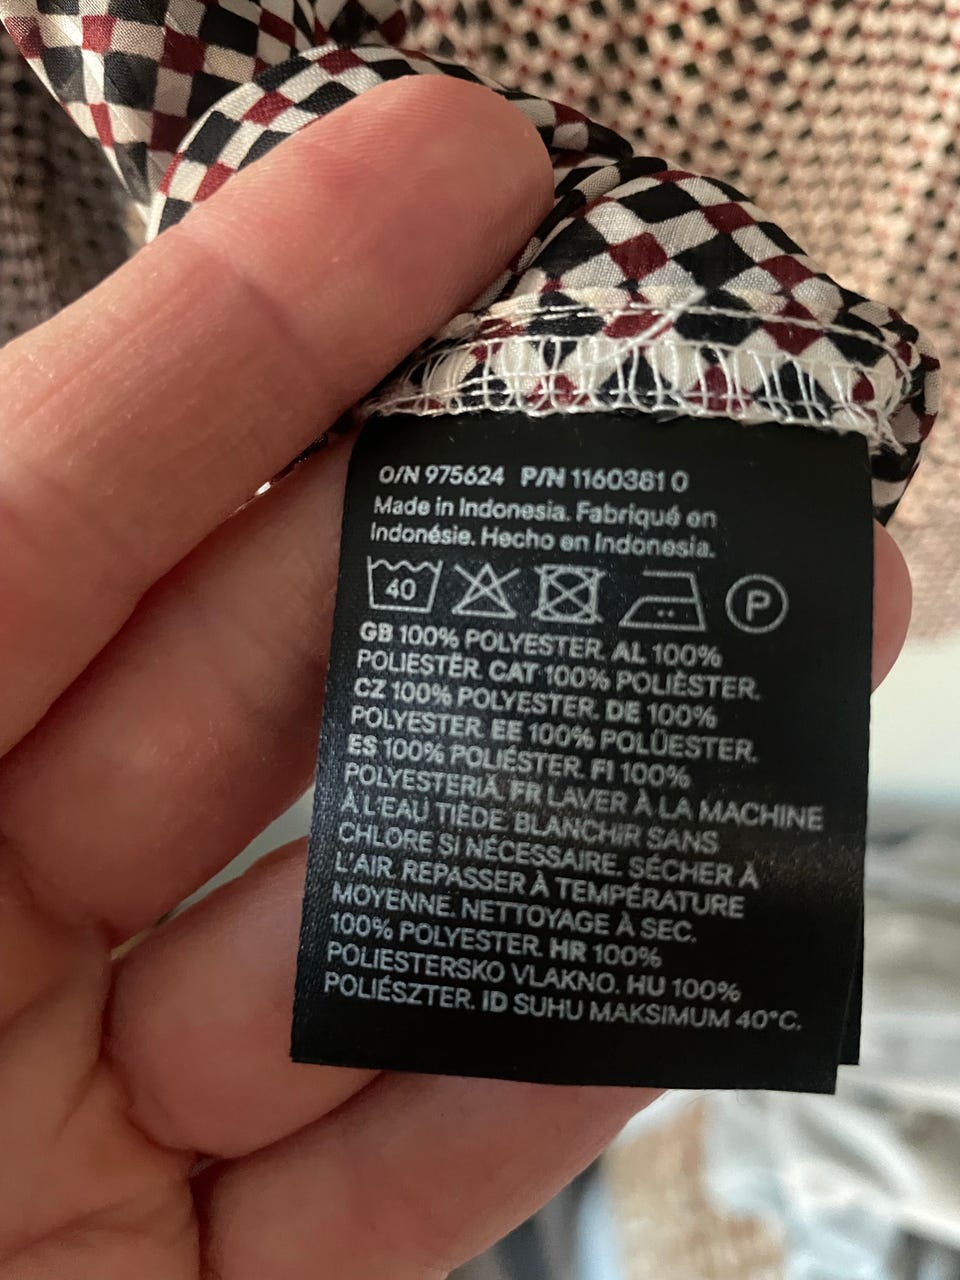 O/N 975624 P/N 1160381 0
Made in Indonesia. Fabriqué en
Indonésie. Hecho en Indonesia.
40 P
GB 100% POLYESTER. AL 100%
POLIESTËR. CAT 100% POLIÈSTER.
CZ 100% POLYESTER. DE 100%
POLYESTER. EE 100% POLÜESTER.
ES 100% POLIÉSTER. FI 100%
POLYESTERIÄ. FR LAVER À LA MACHINE
À L'EAU TIÈDE. BLANCHIR SANS
CHLORE SI NÉCESSAIRE. SÉCHER À
L'AIR. REPASSER À TEMPÉRATURE
MOYENNE. NETTOYAGE À SEC.
100% POLYESTER. HR 100%
POLIESTERSKO VLAKNO. HU 100%
POLIÉSZTER. ID SUHU MAKSIMUM 40°C.